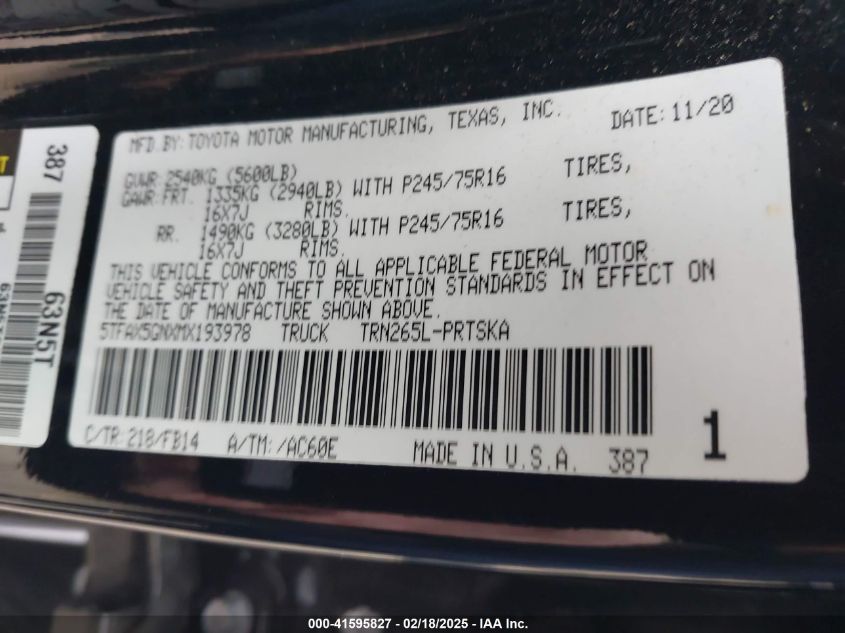 MFD.BY:TOYOTA MOTOR MANUFACTURING, TEXAS, INC. DATE:11/20
GVWR:2540KG (5600LB)
GAWR:FRT. 1335KG (2940LB) WITH P245/75R16 TIRES,
16X7J RIMS.
RR. 1490KG (3280LB) WITH P245/75R16 TIRES,
16X7J RIMS.
THIS VEHICLE CONFORMS TO ALL APPLICABLE FEDERAL MOTOR
VEHICLE SAFETY AND THEFT PREVENTION STANDARDS IN EFFECT ON
THE DATE OF MANUFACTURE SHOWN ABOVE.
5TFAX5GNXMX193978 TRUCK TRN265L-PRTSKA
C/TR:218/FB14 A/TM:/AC60E MADE IN U.S.A. 387 1
387
63N5T
000-41595827 - 02/18/2025 - IAA Inc.